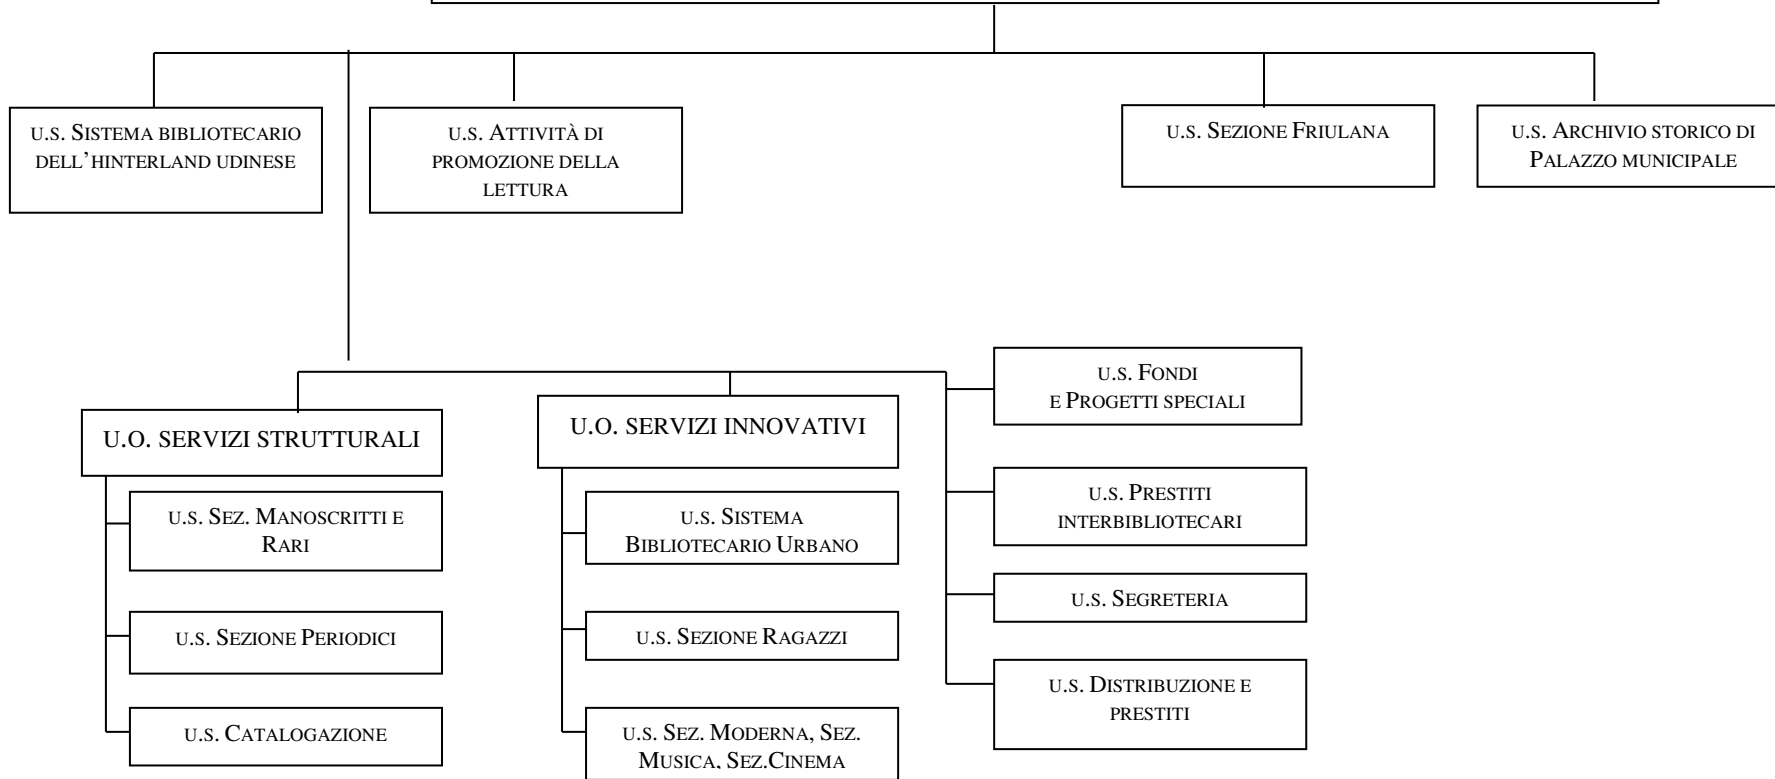 U.S. SISTEMA BIBLIOTECARIO
DELL'HINTERLAND UDINESE
U.S. ATTIVITÀ DI
PROMOZIONE DELLA
LETTURA
U.S. SEZIONE FRIULANA
U.S. ARCHIVIO STORICO DI
PALAZZO MUNICIPALE
U.O. SERVIZI STRUTTURALI
U.S. SEZ. MANOSCRITTI E
RARI
U.S. SEZIONE PERIODICI
U.S. CATALOGAZIONE
U.O. SERVIZI INNOVATIVI
U.S. SISTEMA
BIBLIOTECARIO URBANO
U.S. SEZIONE RAGAZZI
U.S. SEZ. MODERNA, SEZ.
MUSICA, SEZ.CINEMA
U.S. FONDI
E PROGETTI SPECIALI
U.S. PRESTITI
INTERBIBLIOTECARI
U.S. SEGRETERIA
U.S. DISTRIBUZIONE E
PRESTITI